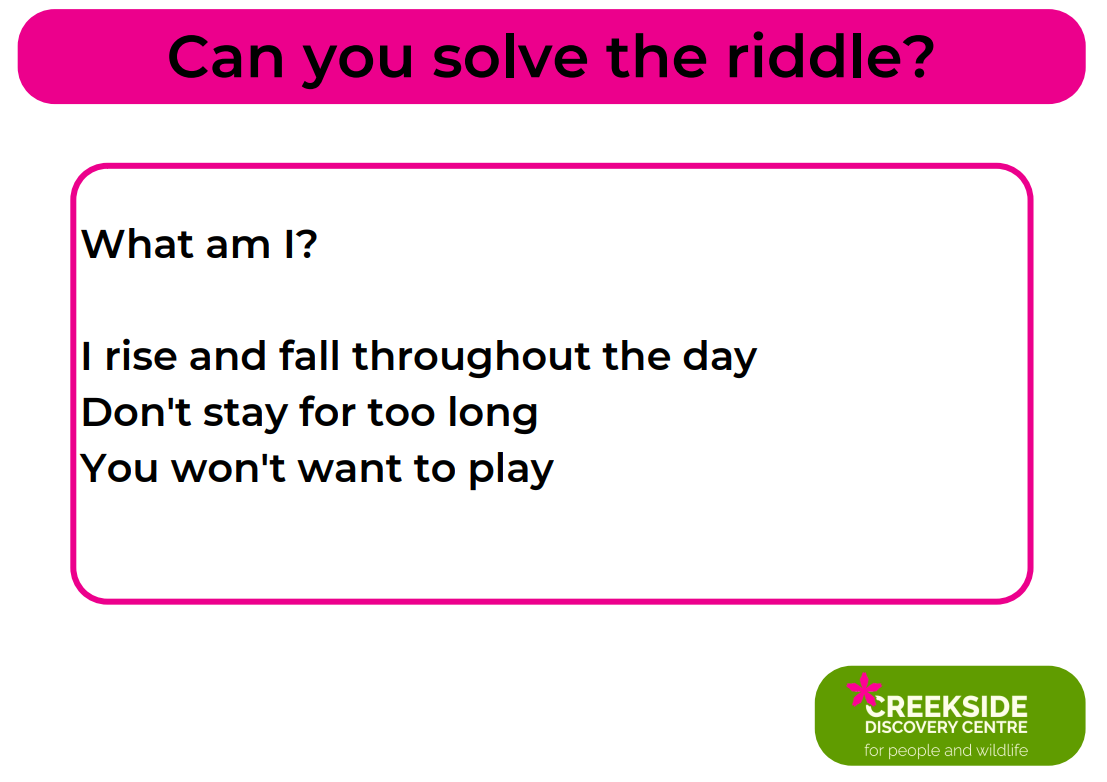 Can you solve the riddle?
What am I?
I rise and fall throughout the day
Don't stay for too long
You won't want to play
CREEKSIDE
DISCOVERY CENTRE
for people and wildlife